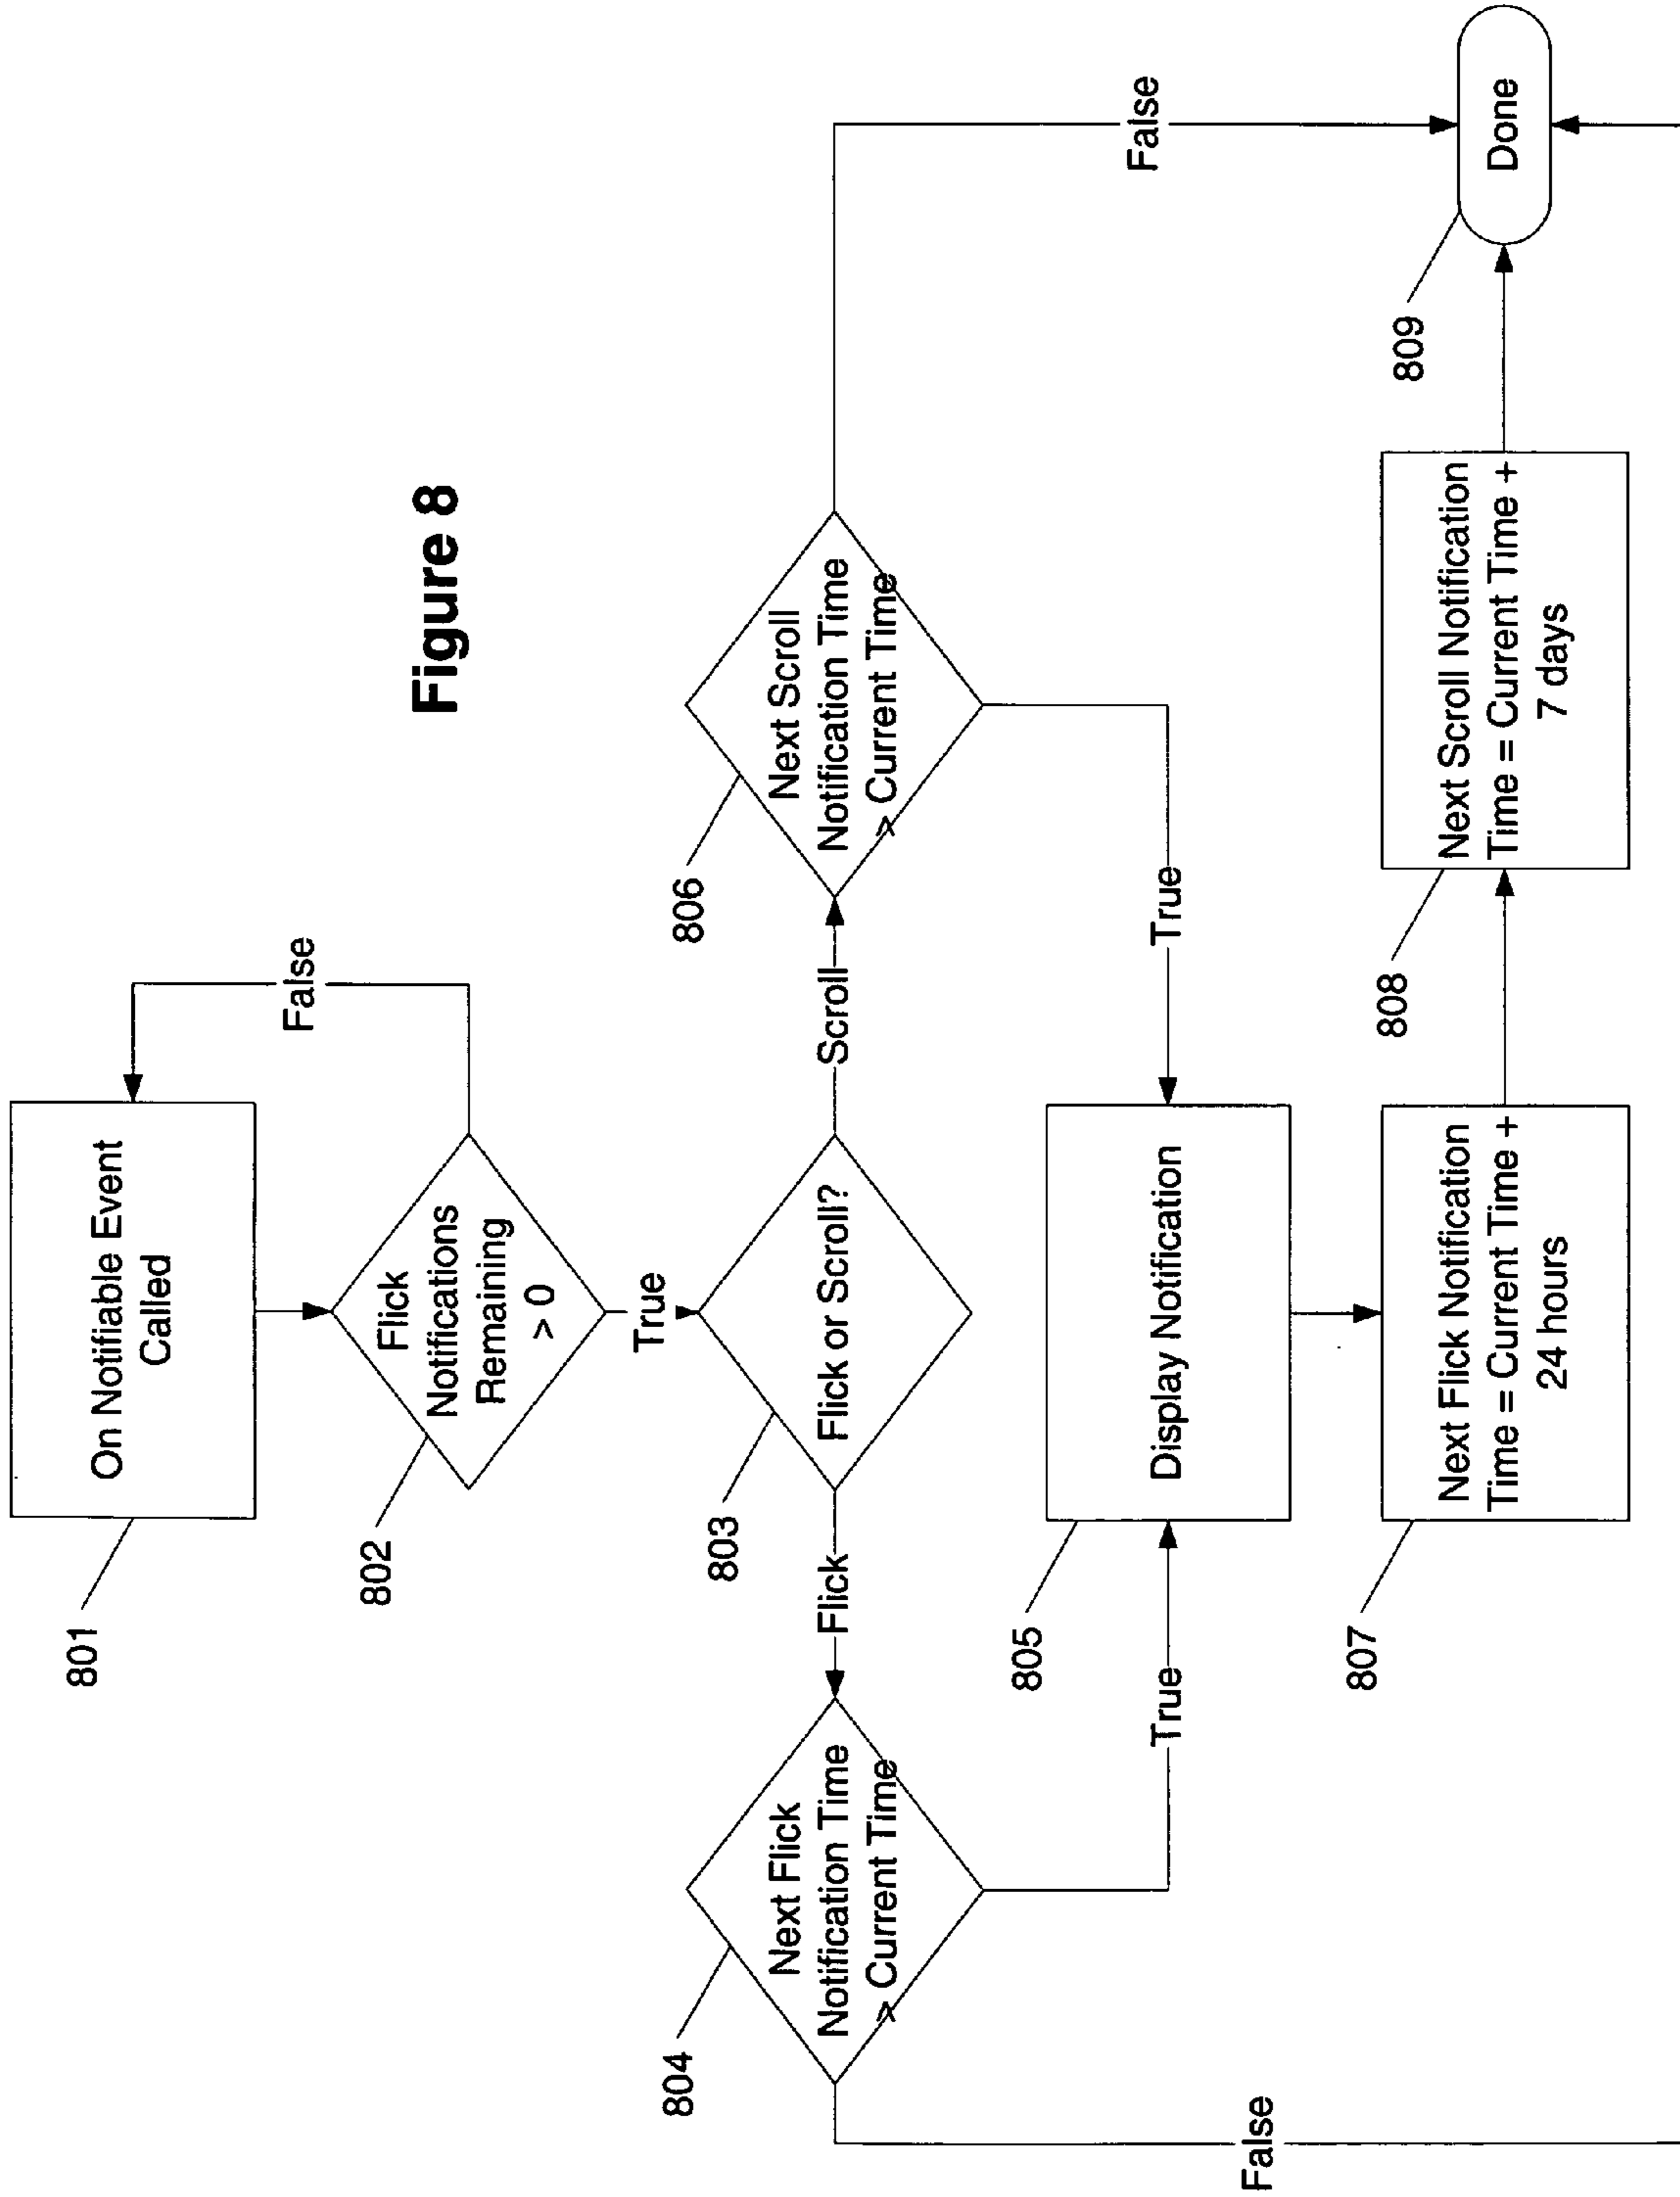 Figure 8
801
On Notifiable Event
Called
False
802
Flick
Notifications
Remaining
> 0
True
803
Flick or Scroll?
Flick
Scroll
804
Next Flick
Notification Time
> Current Time
False
True
806
Next Scroll
Notification Time
> Current Time
False
True
805
Display Notification
807
Next Flick Notification
Time = Current Time +
24 hours
808
Next Scroll Notification
Time = Current Time +
7 days
809
Done